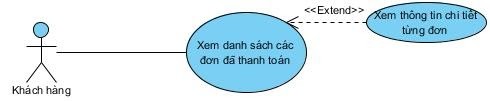 <<Extend>>
Xem thông tin chi tiết
từng đơn
Xem danh sách các
đơn đã thanh toán
Khách hàng